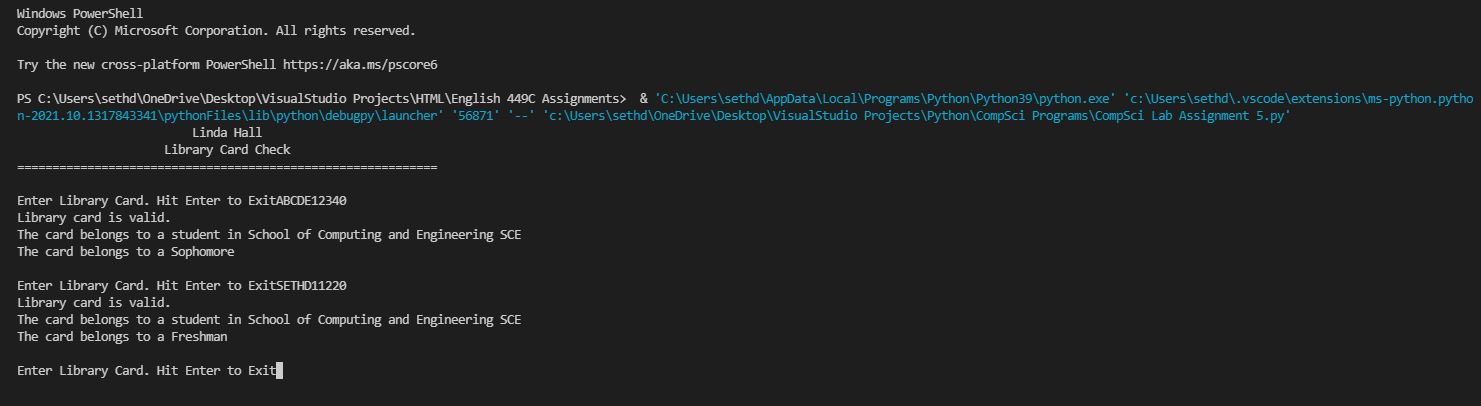 Windows PowerShell
Copyright (C) Microsoft Corporation. All rights reserved.
Try the new cross-platform PowerShell https://aka.ms/pscore6
PS C:\Users\sethd\OneDrive\Desktop\VisualStudio Projects\HTML\English 449C Assignments>  & 'C:\Users\sethd\AppData\Local\Programs\Python\Python39\python.exe' 'c:\Users\sethd\.vscode\extensions\ms-python.pytho
n-2021.10.1317843341\pythonFiles\lib\python\debugpy\launcher' '56871' '--' 'c:\Users\sethd\OneDrive\Desktop\VisualStudio Projects\Python\CompSci Programs\CompSci Lab Assignment 5.py'
Linda Hall
Library Card Check
============================================================
Enter Library Card. Hit Enter to ExitABCDE12340
Library card is valid.
The card belongs to a student in School of Computing and Engineering SCE
The card belongs to a Sophomore
Enter Library Card. Hit Enter to ExitSETHD11220
Library card is valid.
The card belongs to a student in School of Computing and Engineering SCE
The card belongs to a Freshman
Enter Library Card. Hit Enter to Exit